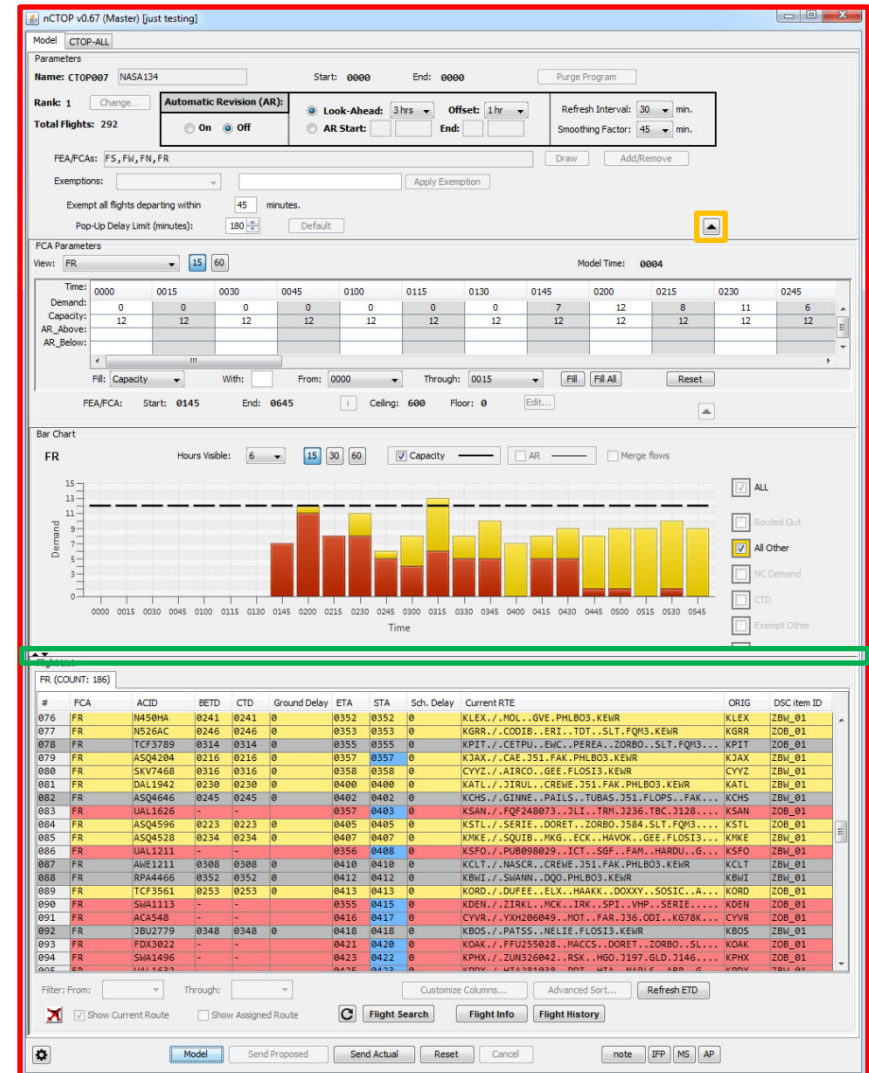 nCTOP v0.67 (Master) [just testing]
Model CTOP-ALL
Parameters
Name: CTOP007 NASA134 Start: 0000 End: 0000 Purge Program
Rank: 1 Change... Automatic Revision (AR): Look-Ahead: 3 hrs Offset: 1 hr Refresh Interval: 30 min.
Total Flights: 292 On Off AR Start: End: Smoothing Factor: 45 min.
FEA/FCAs: FS,FW,FN,FR Draw Add/Remove
Exemptions: Apply Exemption
Exempt all flights departing within 45 minutes.
Pop-Up Delay Limit (minutes): 180 Default
FCA Parameters
View: FR 15 60 Model Time: 0004
Time: 0000 0015 0030 0045 0100 0115 0130 0145 0200 0215 0230 0245
Demand: 0 0 0 0 0 0 0 7 12 8 11 6
Capacity: 12 12 12 12 12 12 12 12 12 12 12 12
AR_Above:
AR_Below:
Fill: Capacity With: From: 0000 Through: 0015 Fill Fill All Reset
FEA/FCA: Start: 0145 End: 0645 i Ceiling: 600 Floor: 0 Edit...
Bar Chart
FR Hours Visible: 6 15 30 60 Capacity AR Merge flows
15
13
11
9
7
5
3
0
Demand
0000 0015 0030 0045 0100 0115 0130 0145 0200 0215 0230 0245 0300 0315 0330 0345 0400 0415 0430 0445 0500 0515 0530 0545
Time
ALL
Routed Out
All Other
NC Demand
CTD
Exempt Other
FR (COUNT: 186)
# FCA ACID BETD CTD Ground Delay ETA STA Sch. Delay Current RTE ORIG DSC item ID
076 FR N450HA 0241 0241 0 0352 0352 0 KLEX./.MOL..GVE.PHLBO3.KEWR KLEX ZBW_01
077 FR N526AC 0246 0246 0 0353 0353 0 KGRR./.CODIB..ERI..TDT..SLT.FQM3.KEWR KGRR ZOB_01
078 FR TCF3789 0314 0314 0 0355 0355 0 KPIT./.CETPU..EWC..PEREA..ZORBO..SLT.FQM3... KPIT ZOB_01
079 FR ASQ4204 0216 0216 0 0357 0357 0 KJAX./.CAE.J51.FAK.PHLBO3.KEWR KJAX ZBW_01
080 FR SKV7468 0316 0316 0 0358 0358 0 CYYZ./.AIRCO..GEE.FLOSI3.KEWR CYYZ ZBW_01
081 FR DAL1942 0230 0230 0 0400 0400 0 KATL./.JIRUL..CREWE.J51.FAK.PHLBO3.KEWR KATL ZBW_01
082 FR ASQ4646 0245 0245 0 0402 0402 0 KCHS./.GINNE..PAILS..TUBAS.J51.FLOPS..FAK... KCHS ZBW_01
083 FR UAL1626 - - 0357 0403 0 KSAN./.FQF248073..JLI..TRM.J236.TBC.J128.... KSAN ZOB_01
084 FR ASQ4596 0223 0223 0 0405 0405 0 KSTL./.SERIE..DORET..ZORBO.J584.SLT.FQM3.... KSTL ZOB_01
085 FR ASQ4528 0234 0234 0 0407 0407 0 KMKE./.SQUIB..MKG..ECK..HAVOK..GEE.FLOSI3... KMKE ZBW_01
086 FR UAL1211 - - 0356 0408 0 KSFO./.PUB098029..ICT..SGF..FAM..HARDU..G... KSFO ZBW_01
087 FR AWE1211 0308 0308 0 0410 0410 0 KCLT./.NASCR..CREWE.J51.FAK.PHLBO3.KEWR KCLT ZBW_01
088 FR RPA4466 0352 0352 0 0412 0412 0 KBWI./.SWANN..DQO.PHLBO3.KEWR KBWI ZBW_01
089 FR TCF3561 0253 0253 0 0413 0413 0 KORD./.DUFEE..ELX..HAAKK..DOXXY..SOSIC..A... KORD ZOB_01
090 FR SWA1113 - - 0355 0415 0 KDEN./.ZIRKL..MCK..IRK..SPI..VHP..SERIE..... KDEN ZOB_01
091 FR ACA548 - - 0416 0417 0 CYVR./.YXH206049..MOT..FAR.J36.ODI..KG78K... CYVR ZOB_01
092 FR JBU2779 0348 0348 0 0418 0418 0 KBOS./.PATSS..NELIE.FLOSI3.KEWR KBOS ZBW_01
093 FR FDX3022 - - 0421 0420 0 KOAK./.FFU255028..MACCS..DORET..ZORBO..SL... KOAK ZOB_01
094 FR SWA1496 - - 0423 0422 0 KPHX./.ZUN326042..RSK..HGO.J197.GLD.J146.... KPHX ZOB_01
Filter: From: Through: Customize Columns... Advanced Sort... Refresh ETD
Show Current Route Show Assigned Route Flight Search Flight Info Flight History
Model Send Proposed Send Actual Reset Cancel note IFP MS AP